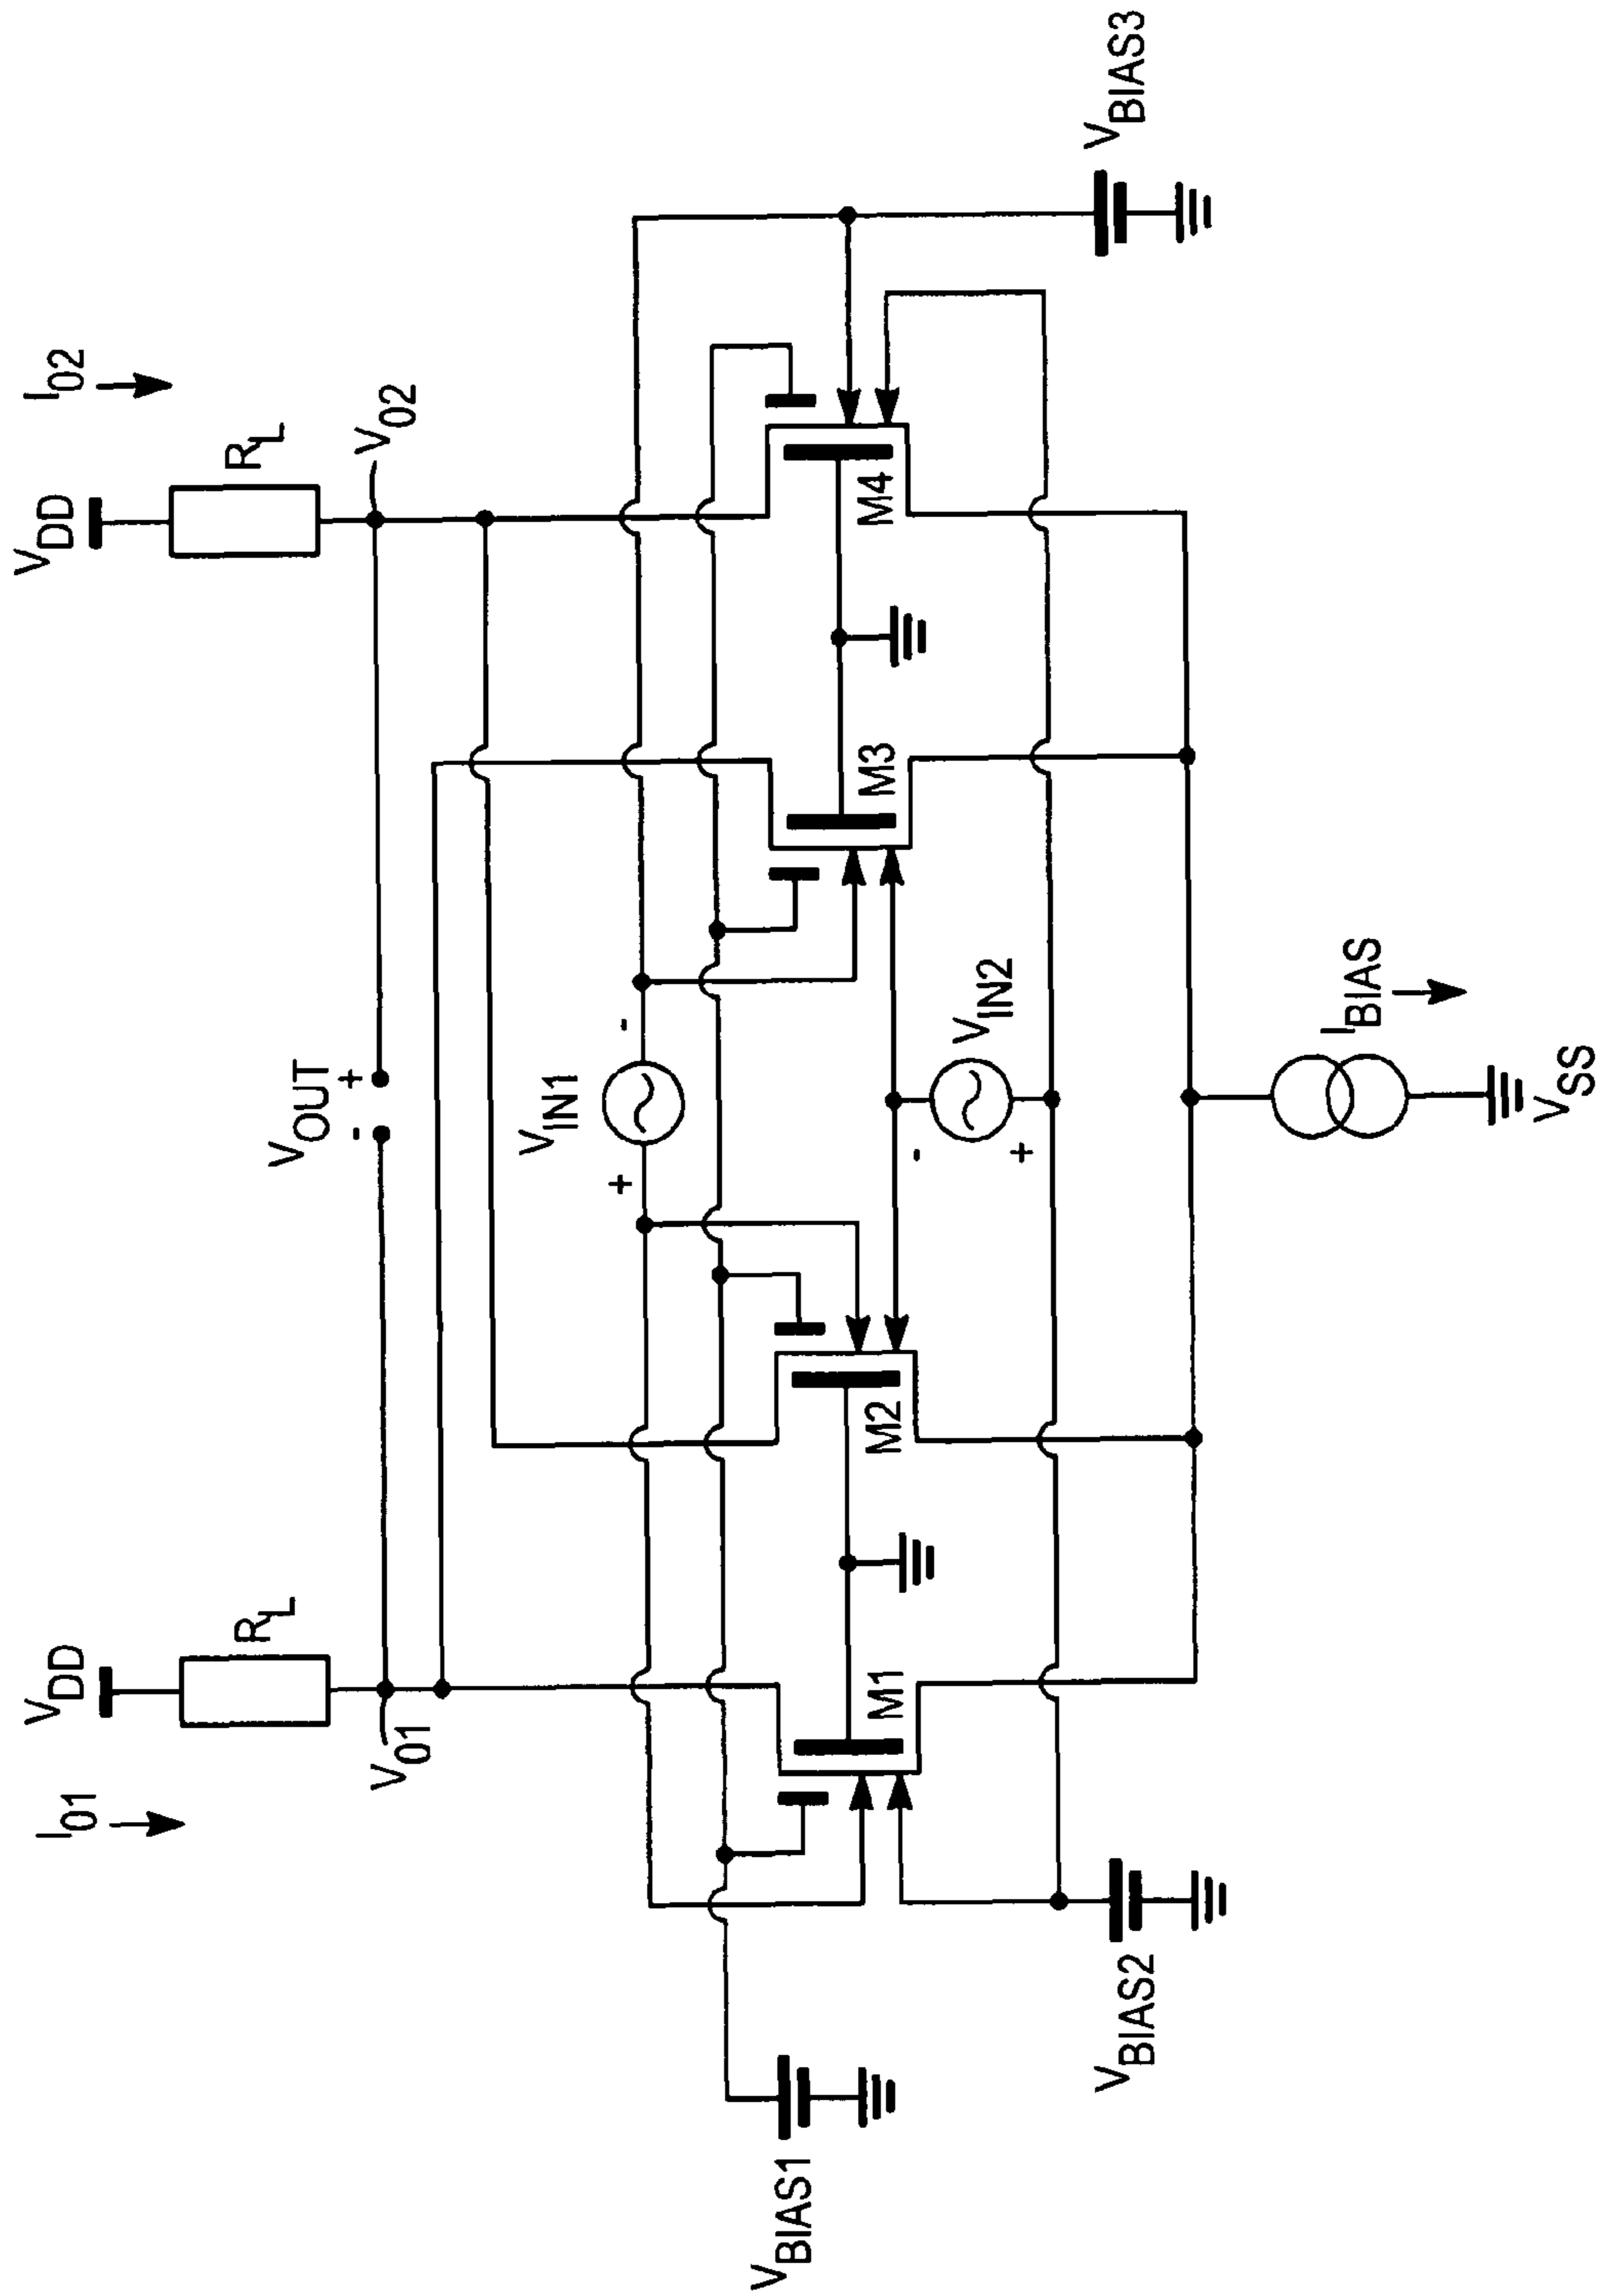 I01
VDD
RL
V01
VOUT
- +
VDD
RL
I02
V02
VIN1
+ -
M1
M2
M3
M4
VIN2
-
+
VBIAS1
VBIAS2
VBIAS3
IBIAS
VSS